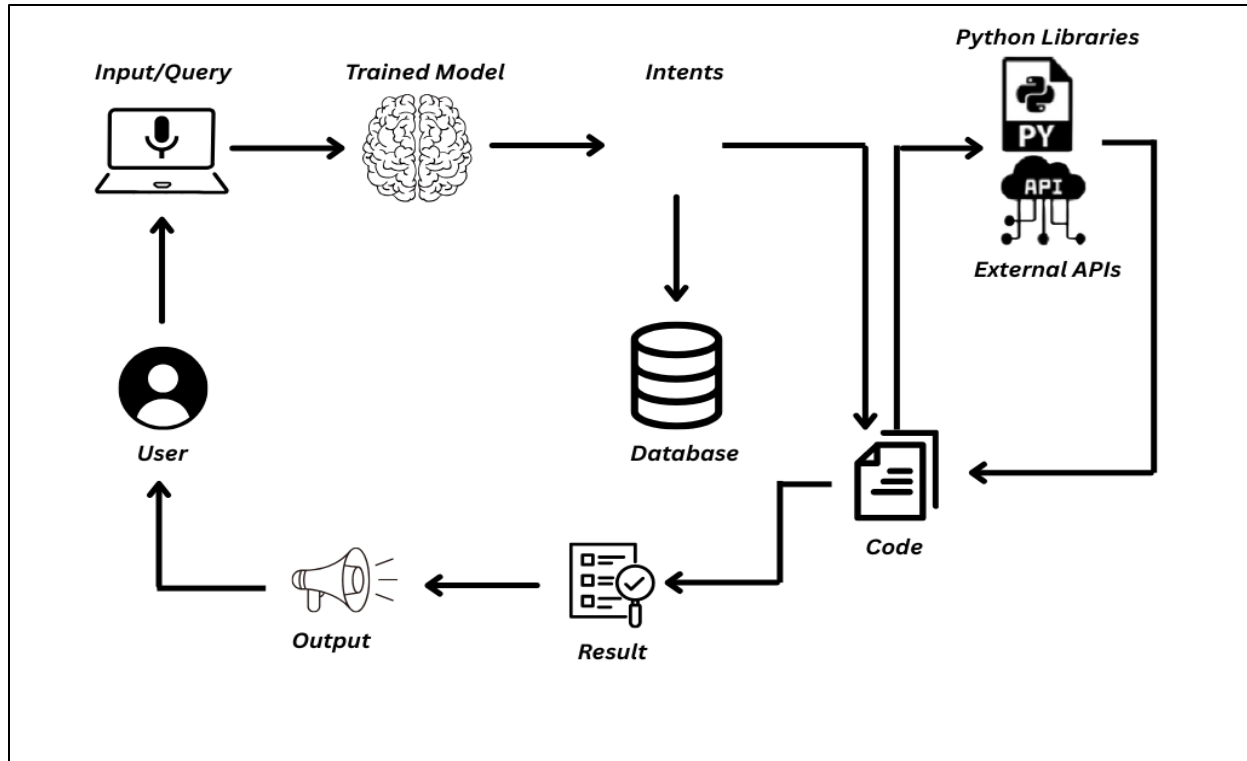 Python Libraries
Input/Query
Trained Model
Intents
PY
API
External APIs
User
Database
Code
Output
Result